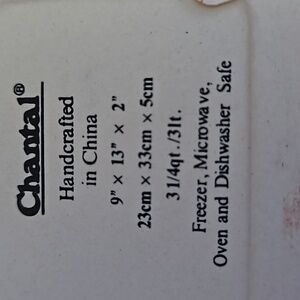 Chantal®
Handcrafted
in China
9" × 13" × 2"
23cm × 33cm × 5cm
3 1/4qt./3lt.
Freezer, Microwave,
Oven and Dishwasher Safe